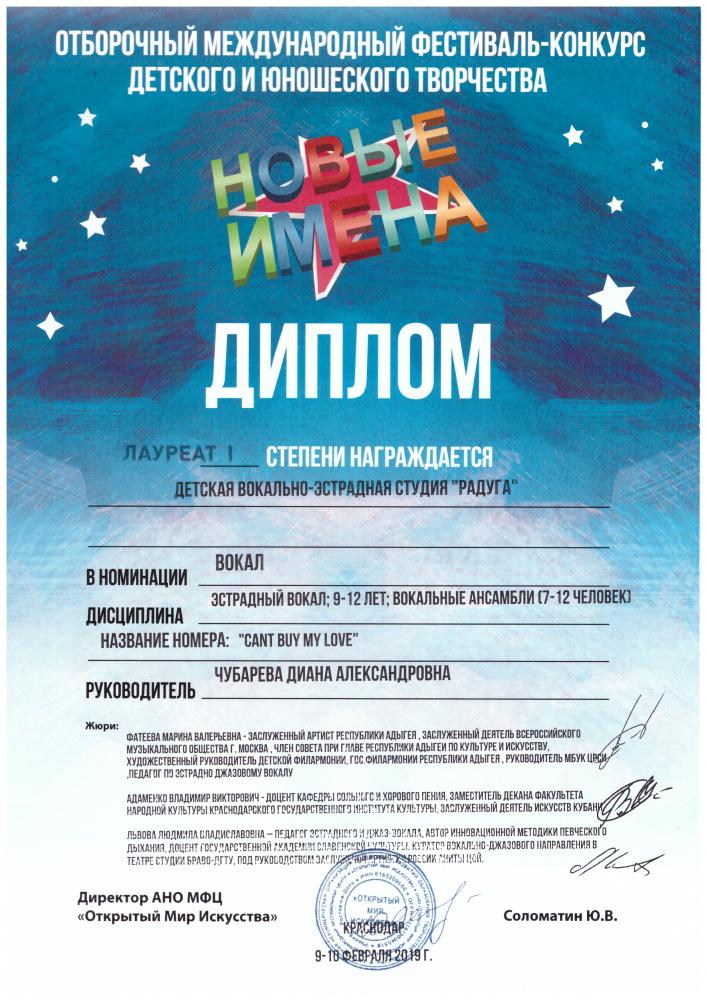 ОТБОРОЧНЫЙ МЕЖДУНАРОДНЫЙ ФЕСТИВАЛЬ-КОНКУРС
ДЕТСКОГО И ЮНОШЕСКОГО ТВОРЧЕСТВА
НОВЫЕ
ИМЕНА
ДИПЛОМ
ЛАУРЕАТ I СТЕПЕНИ НАГРАЖДАЕТСЯ
ДЕТСКАЯ ВОКАЛЬНО-ЭСТРАДНАЯ СТУДИЯ "РАДУГА"
В НОМИНАЦИИ ВОКАЛ
ДИСЦИПЛИНА ЭСТРАДНЫЙ ВОКАЛ; 9-12 ЛЕТ; ВОКАЛЬНЫЕ АНСАМБЛИ (7-12 ЧЕЛОВЕК)
НАЗВАНИЕ НОМЕРА: "CANT BUY MY LOVE"
РУКОВОДИТЕЛЬ ЧУБАРЕВА ДИАНА АЛЕКСАНДРОВНА
Жюри:
ФАТЕЕВА МАРИНА ВАЛЕРЬЕВНА - ЗАСЛУЖЕННЫЙ АРТИСТ РЕСПУБЛИКИ АДЫГЕЯ , ЗАСЛУЖЕННЫЙ ДЕЯТЕЛЬ ВСЕРОССИЙСКОГО
МУЗЫКАЛЬНОГО ОБЩЕСТВА Г. МОСКВА , ЧЛЕН СОВЕТА ПРИ ГЛАВЕ РЕСПУБЛИКИ АДЫГЕИ ПО КУЛЬТУРЕ И ИСКУССТВУ,
ХУДОЖЕСТВЕННЫЙ РУКОВОДИТЕЛЬ ДЕТСКОЙ ФИЛАРМОНИИ, ГОС.ФИЛАРМОНИИ РЕСПУБЛИКИ АДЫГЕЯ , РУКОВОДИТЕЛЬ МБУК
,ПЕДАГОГ ПО ЭСТРАДНО ДЖАЗОВОМУ ВОКАЛУ
АДАМЕНКО ВЛАДИМИР ВИКТОРОВИЧ - ДОЦЕНТ КАФЕДРЫ СОЛЬНОГО И ХОРОВОГО ПЕНИЯ, ЗАМЕСТИТЕЛЬ ДЕКАНА ФАКУЛЬТЕТА
НАРОДНОЙ КУЛЬТУРЫ КРАСНОДАРСКОГО ГОСУДАРСТВЕННОГО ИНСТИТУТА КУЛЬТУРЫ, ЗАСЛУЖЕННЫЙ ДЕЯТЕЛЬ ИСКУССТВ КУБАНИ
ЛЬВОВА ЛЮДМИЛА ВЛАДИСЛАВОВНА – ПЕДАГОГ ЭСТРАДНОГО И ДЖАЗ-ВОКАЛА, АВТОР ИННОВАЦИОННОЙ МЕТОДИКИ ПЕВЧЕСКОГО
ДЫХАНИЯ, ДОЦЕНТ ГОСУДАРСТВЕННОЙ АКАДЕМИИ СЛАВЯНСКОЙ КУЛЬТУРЫ, КУРАТОР ВОКАЛЬНО-ДЖАЗОВОГО НАПРАВЛЕНИЯ В
ТЕАТРЕ СТУДИИ БРАВО-ДЕТУ, ПОД РУКОВОДСТВОМ РОССИИ АНИТЫ ЦОЙ.
Директор АНО МФЦ
«Открытый Мир Искусства»
Соломатин Ю.В.
«ОТКРЫТЫЙ
МИР
ИСКУССТВА»
КРАСНОДАР
9-10 ФЕВРАЛЯ 2019 Г.